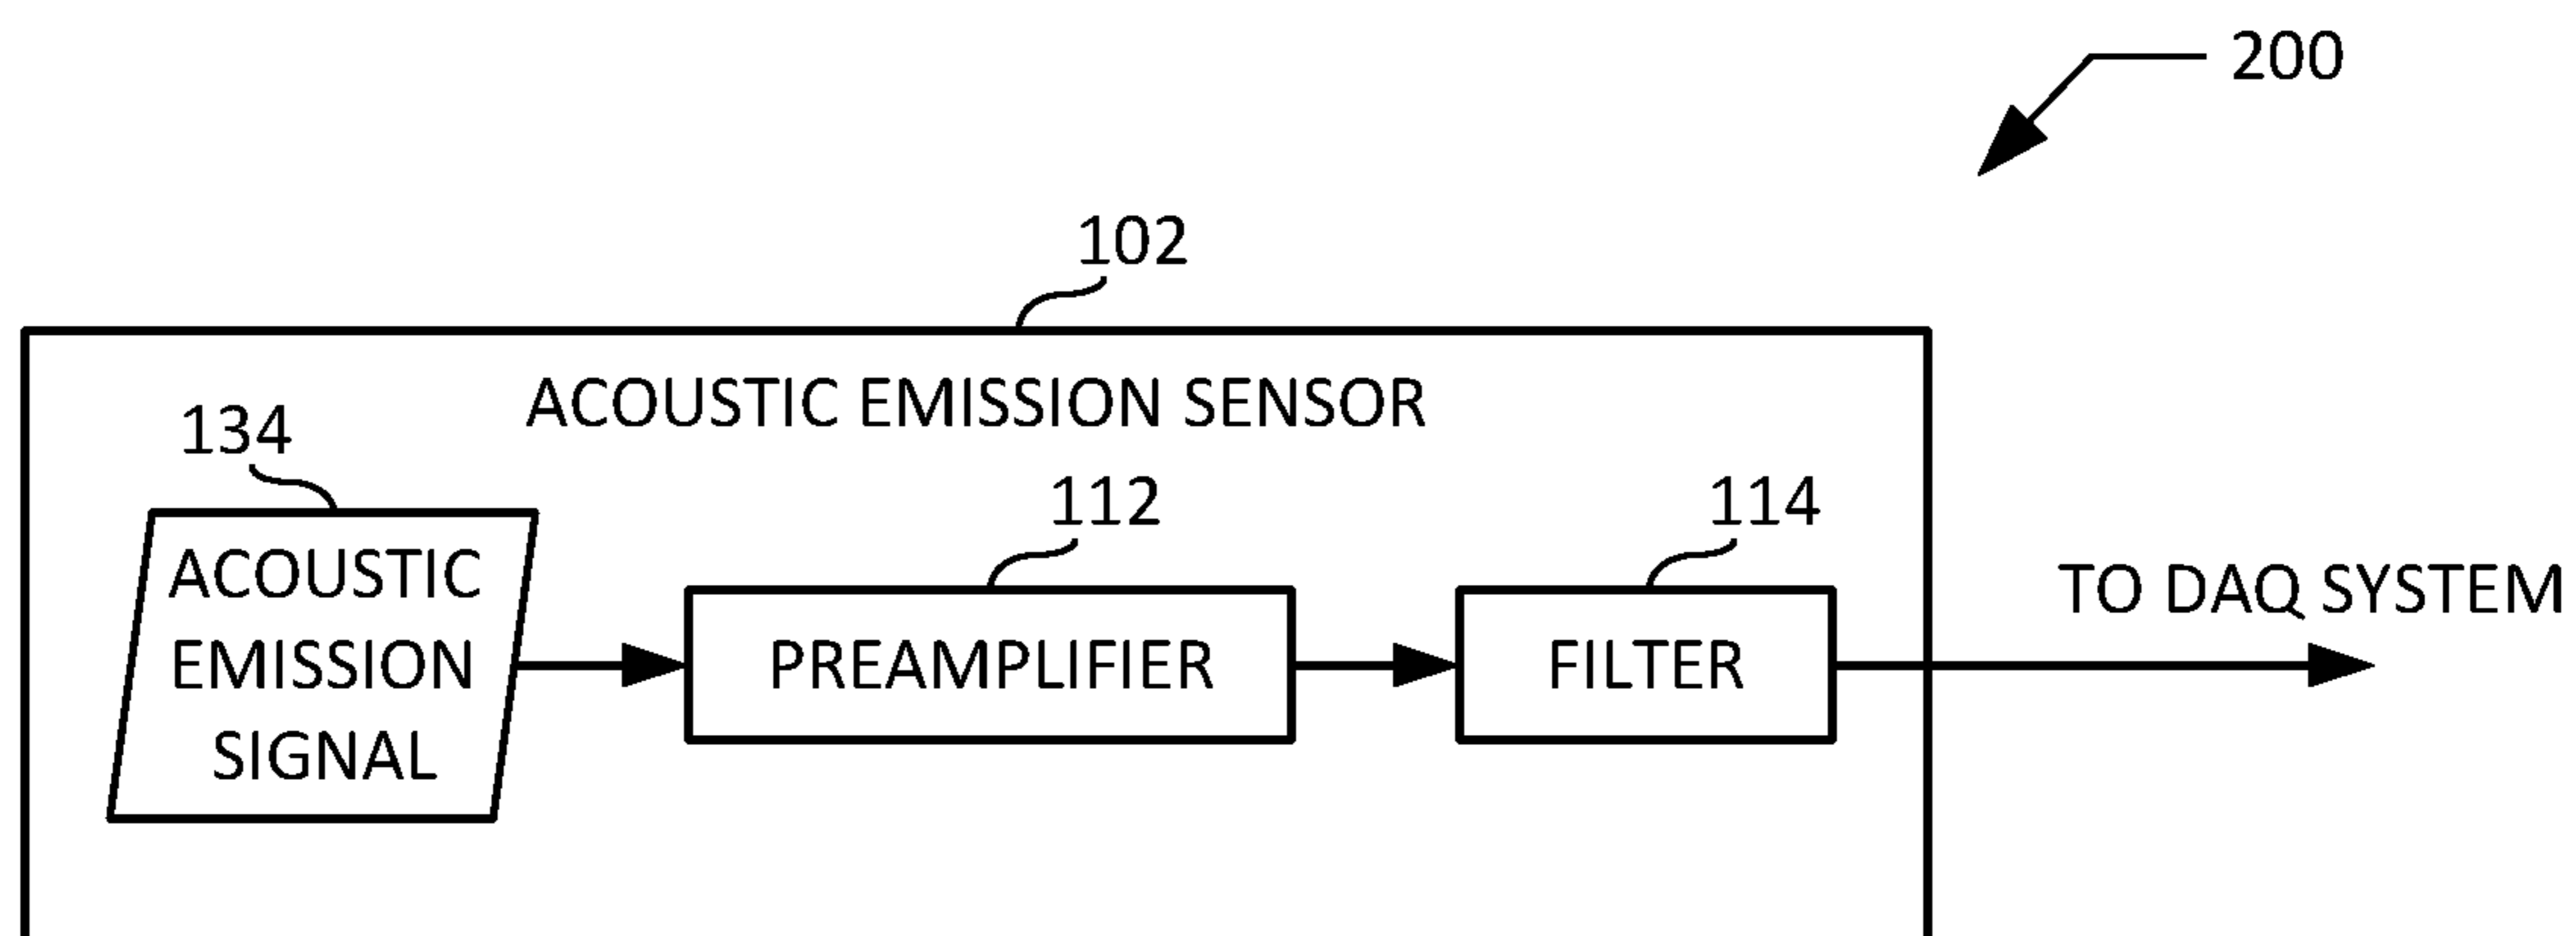 200
102
ACOUSTIC EMISSION SENSOR
134
112
114
ACOUSTIC
EMISSION
SIGNAL
PREAMPLIFIER
FILTER
TO DAQ SYSTEM